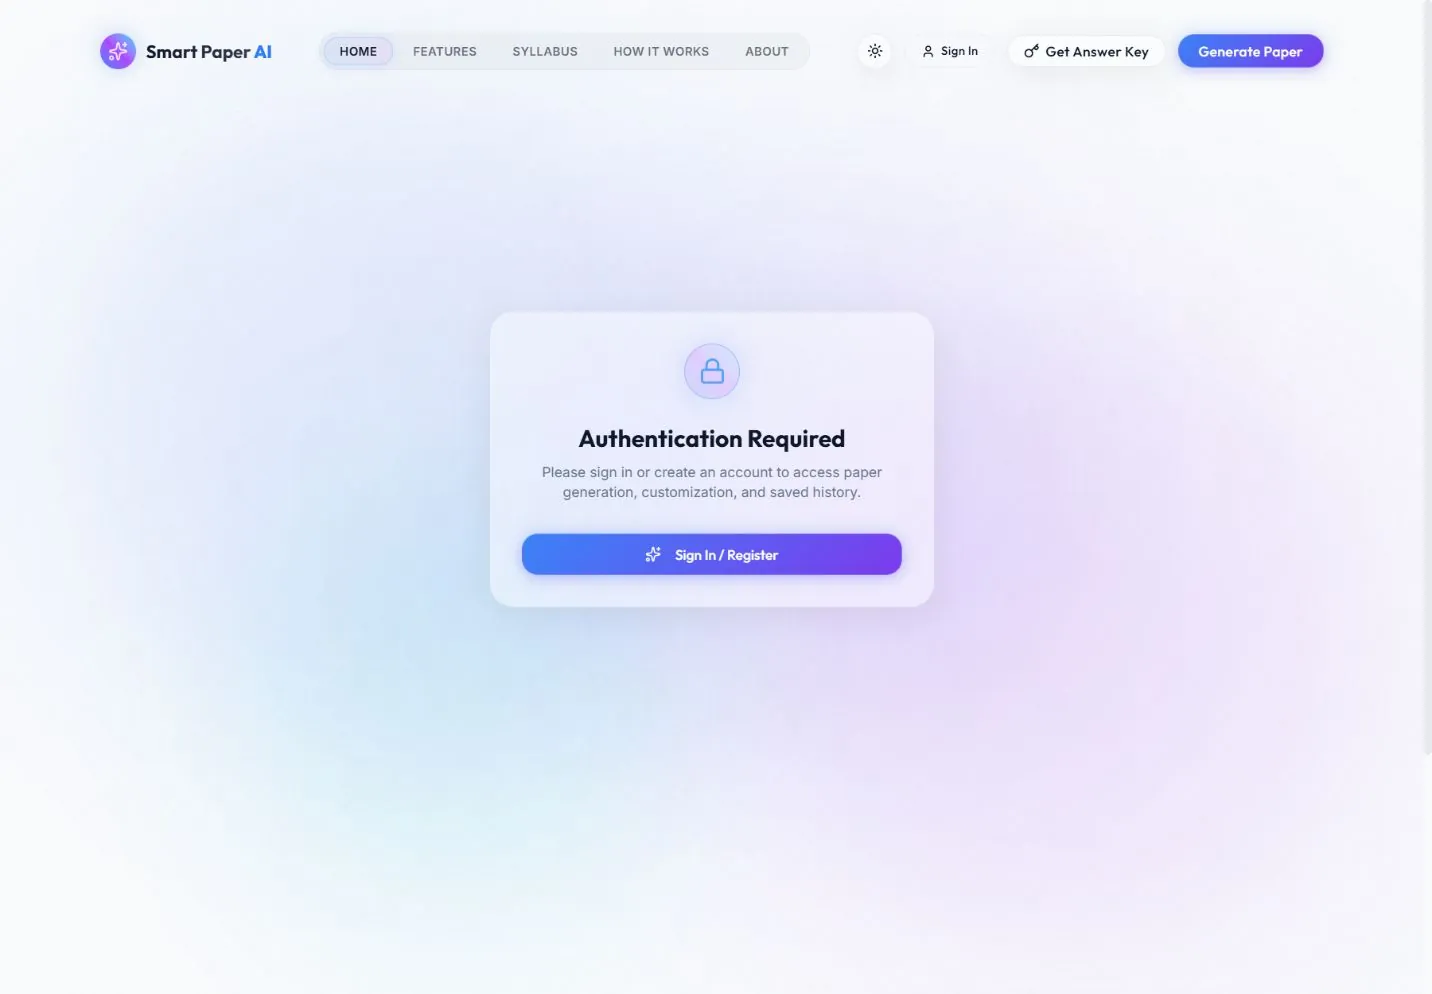 Smart Paper AI
HOME
FEATURES
SYLLABUS
HOW IT WORKS
ABOUT
Sign In
Get Answer Key
Generate Paper
Authentication Required
Please sign in or create an account to access paper
generation, customization, and saved history.
Sign In / Register